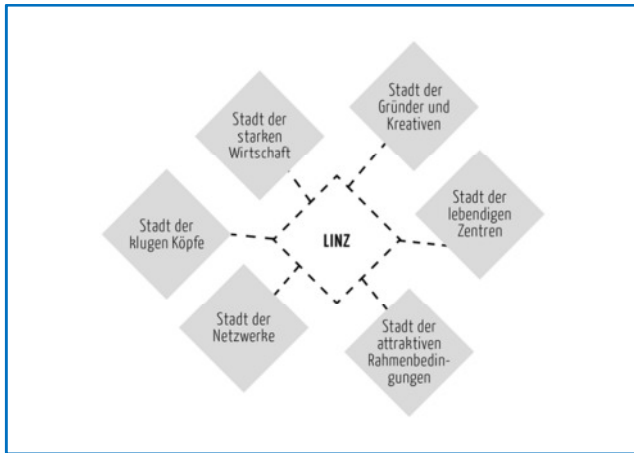 Stadt der
Gründer und
Kreativen
Stadt der
starken
Wirtschaft
Stadt der
lebendigen
Zentren
Stadt der
klugen Köpfe
LINZ
Stadt der
Netzwerke
Stadt der
attraktiven
Rahmenbedin-
gungen